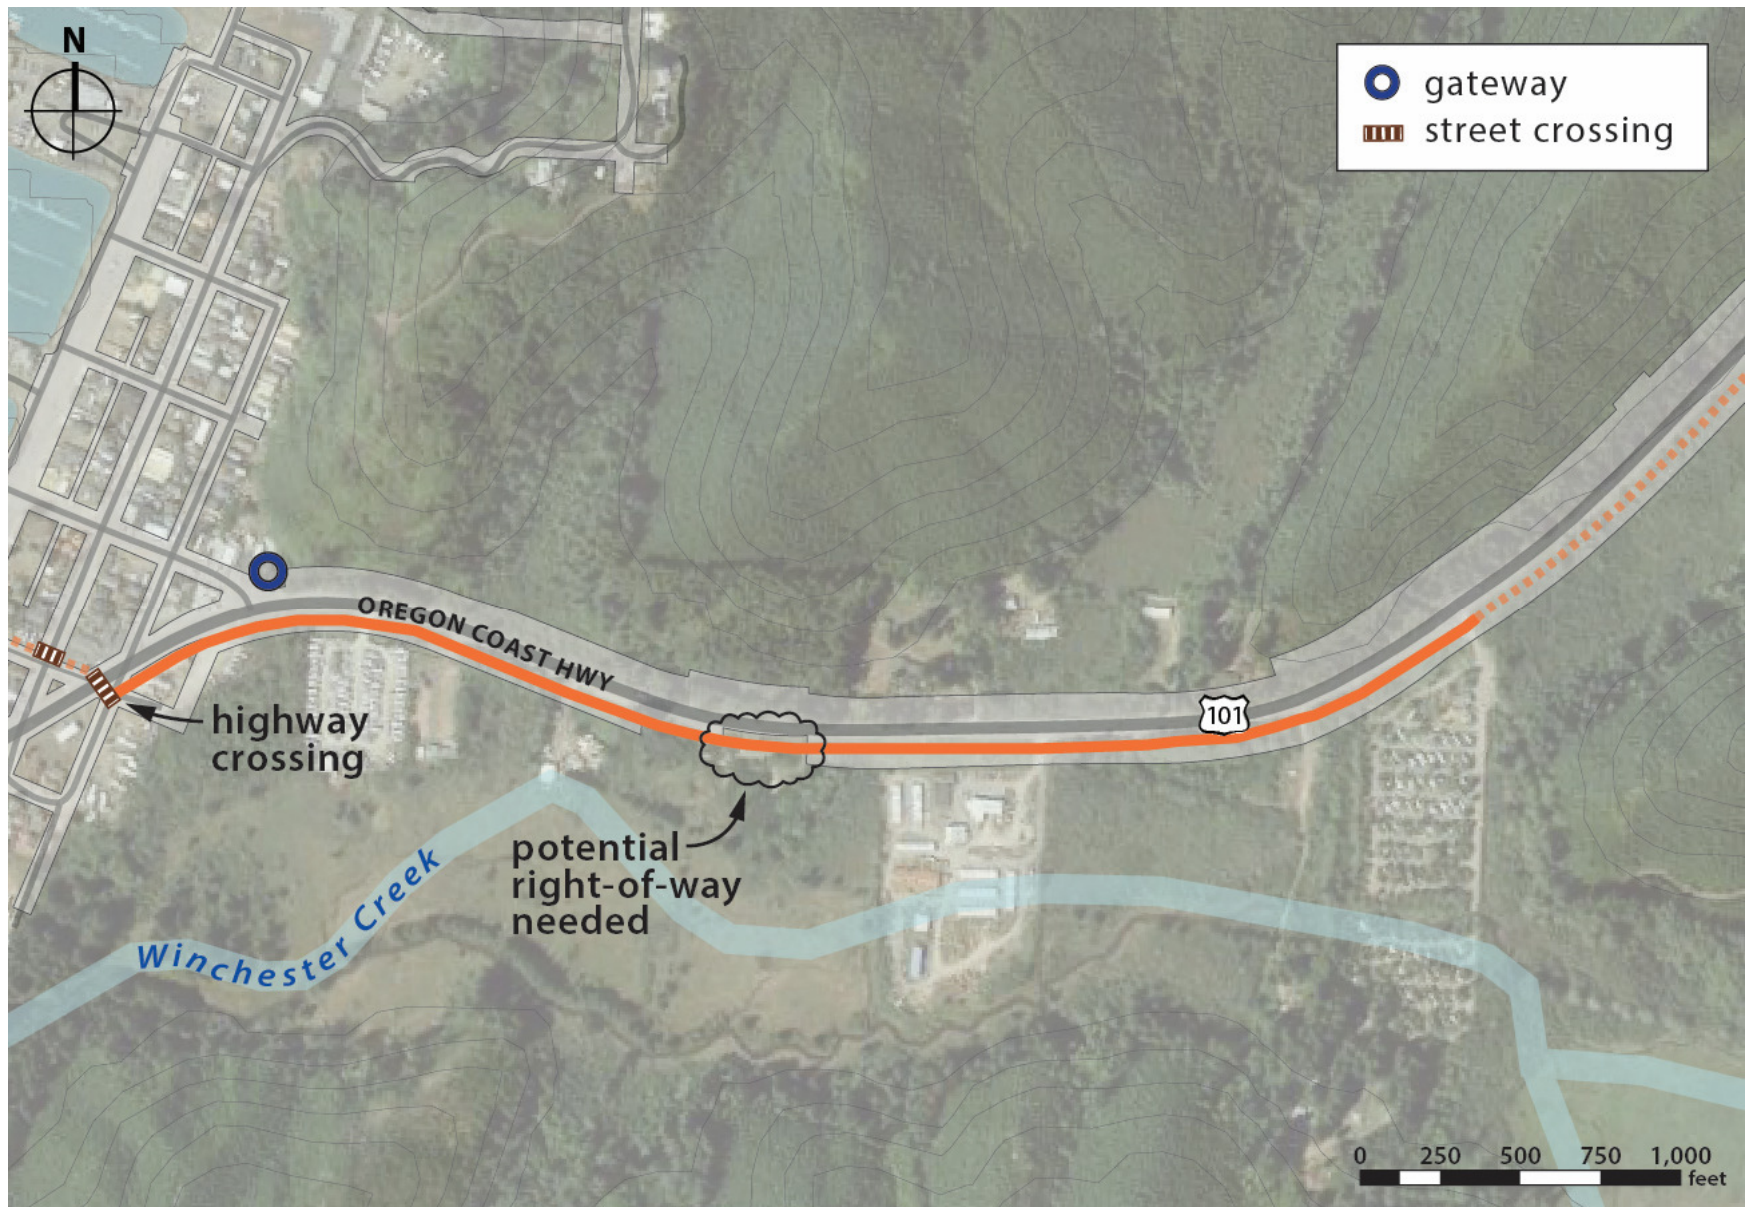 N
gateway
street crossing
OREGON COAST HWY
101
highway
crossing
potential
right-of-way
needed
Winchester Creek
0 250 500 750 1,000
feet